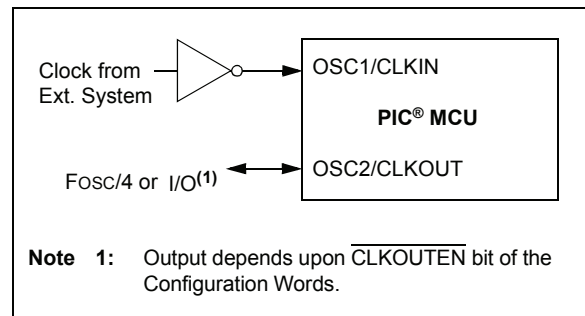 Clock from
Ext. System
OSC1/CLKIN
PIC® MCU
FOSC/4 or I/O(1)
OSC2/CLKOUT
Note 1: Output depends upon CLKOUTEN bit of the
Configuration Words.